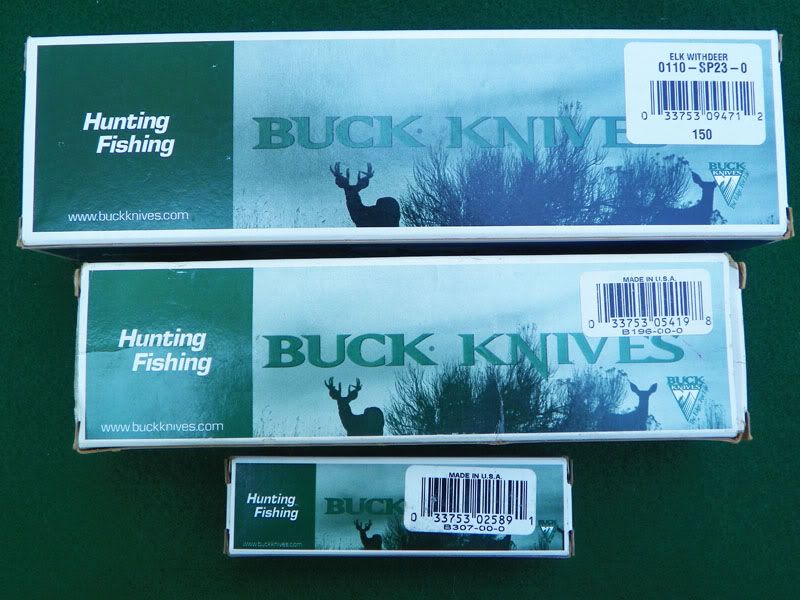 Hunting
Fishing
www.buckknives.com
BUCK KNIVES
ELK WITHDEER
0110-SP23-0
0 33753 09471 2
150
BUCK
KNIVES
Hunting
Fishing
www.buckknives.com
BUCK KNIVES
MADE IN U.S.A.
0 33753 05419 8
B196-00-0
BUCK
KNIVES
Hunting
Fishing
www.buckknives.com
BUCK
MADE IN U.S.A.
0 33753 02589 1
B307-00-0
BUCK